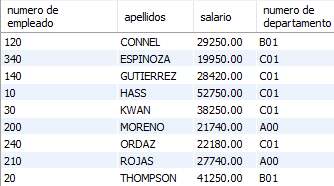 numero de empleado apellidos salario numero de departamento
120 CONNEL 29250.00 B01
340 ESPINOZA 19950.00 C01
140 GUTIERREZ 28420.00 C01
10 HASS 52750.00 C01
30 KWAN 38250.00 C01
200 MORENO 21740.00 A00
240 ORDAZ 22180.00 C01
210 ROJAS 27740.00 A00
20 THOMPSON 41250.00 B01